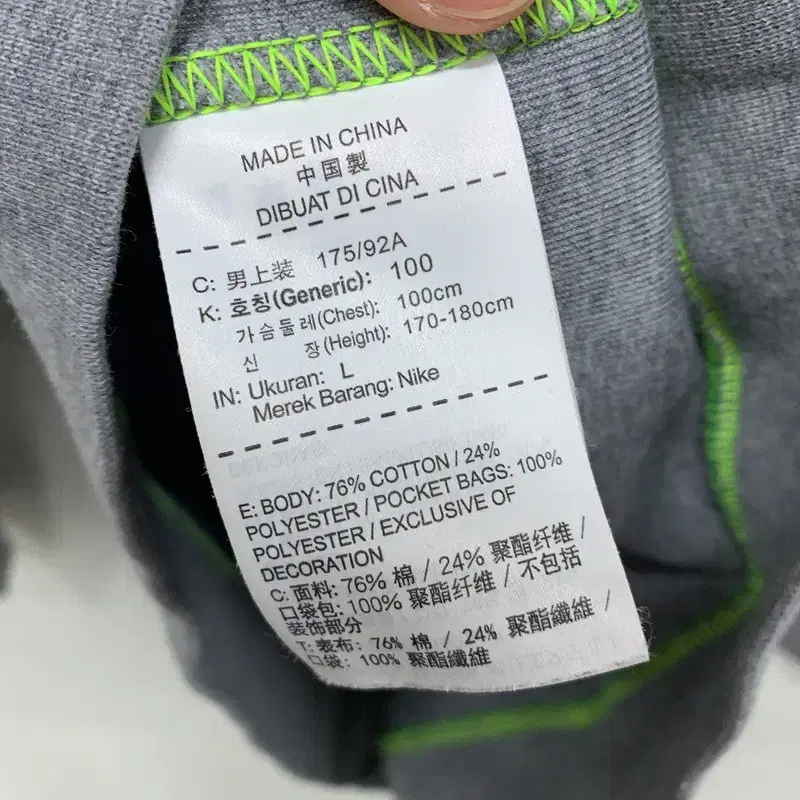 MADE IN CHINA
中国製
DIBUAT DI CINA
C: 男上装 175/92A
K: 호칭(Generic): 100
가슴둘레(Chest): 100cm
신 장(Height): 170-180cm
IN: Ukuran: L
Merek Barang: Nike
E: BODY: 76% COTTON / 24%
POLYESTER / POCKET BAGS: 100%
POLYESTER / EXCLUSIVE OF
DECORATION
C: 面料: 76% 棉 / 24% 聚酯纤维 /
口袋包: 100% 聚酯纤维 / 不包括
装饰部分
T: 表布: 76% 棉 / 24% 聚酯纖維 /
口袋: 100% 聚酯纖維